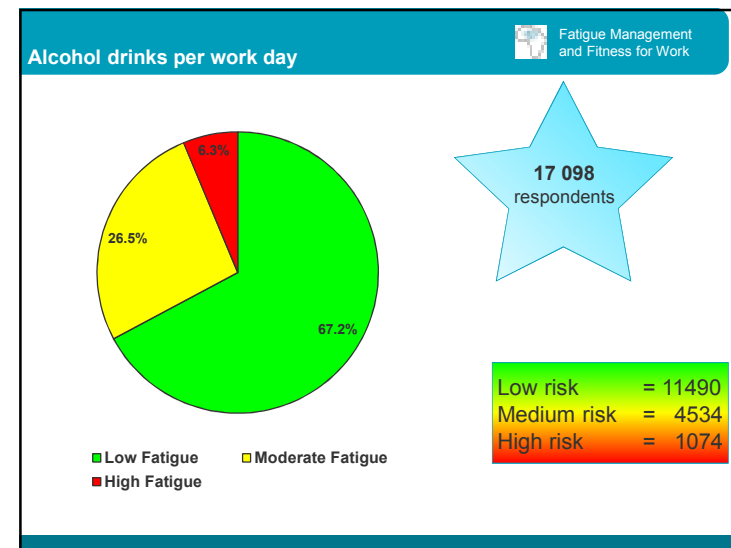 Alcohol drinks per work day
Fatigue Management
and Fitness for Work
6.3%
26.5%
67.2%
17 098
respondents
Low risk = 11490
Medium risk = 4534
High risk = 1074
Low Fatigue Moderate Fatigue
High Fatigue